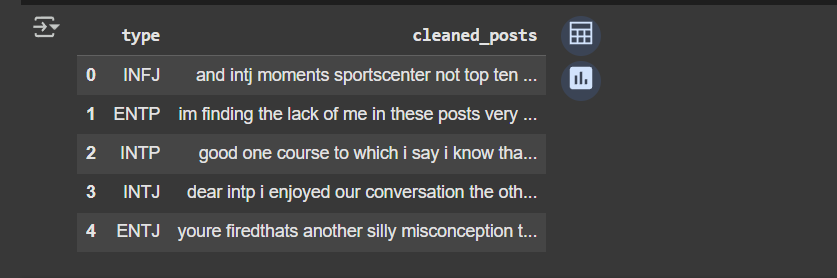 type cleaned_posts
0 INFJ and intj moments sportscenter not top ten ...
1 ENTP im finding the lack of me in these posts very ...
2 INTP good one course to which i say i know tha...
3 INTJ dear intp i enjoyed our conversation the oth...
4 ENTJ youre firedthats another silly misconception t...